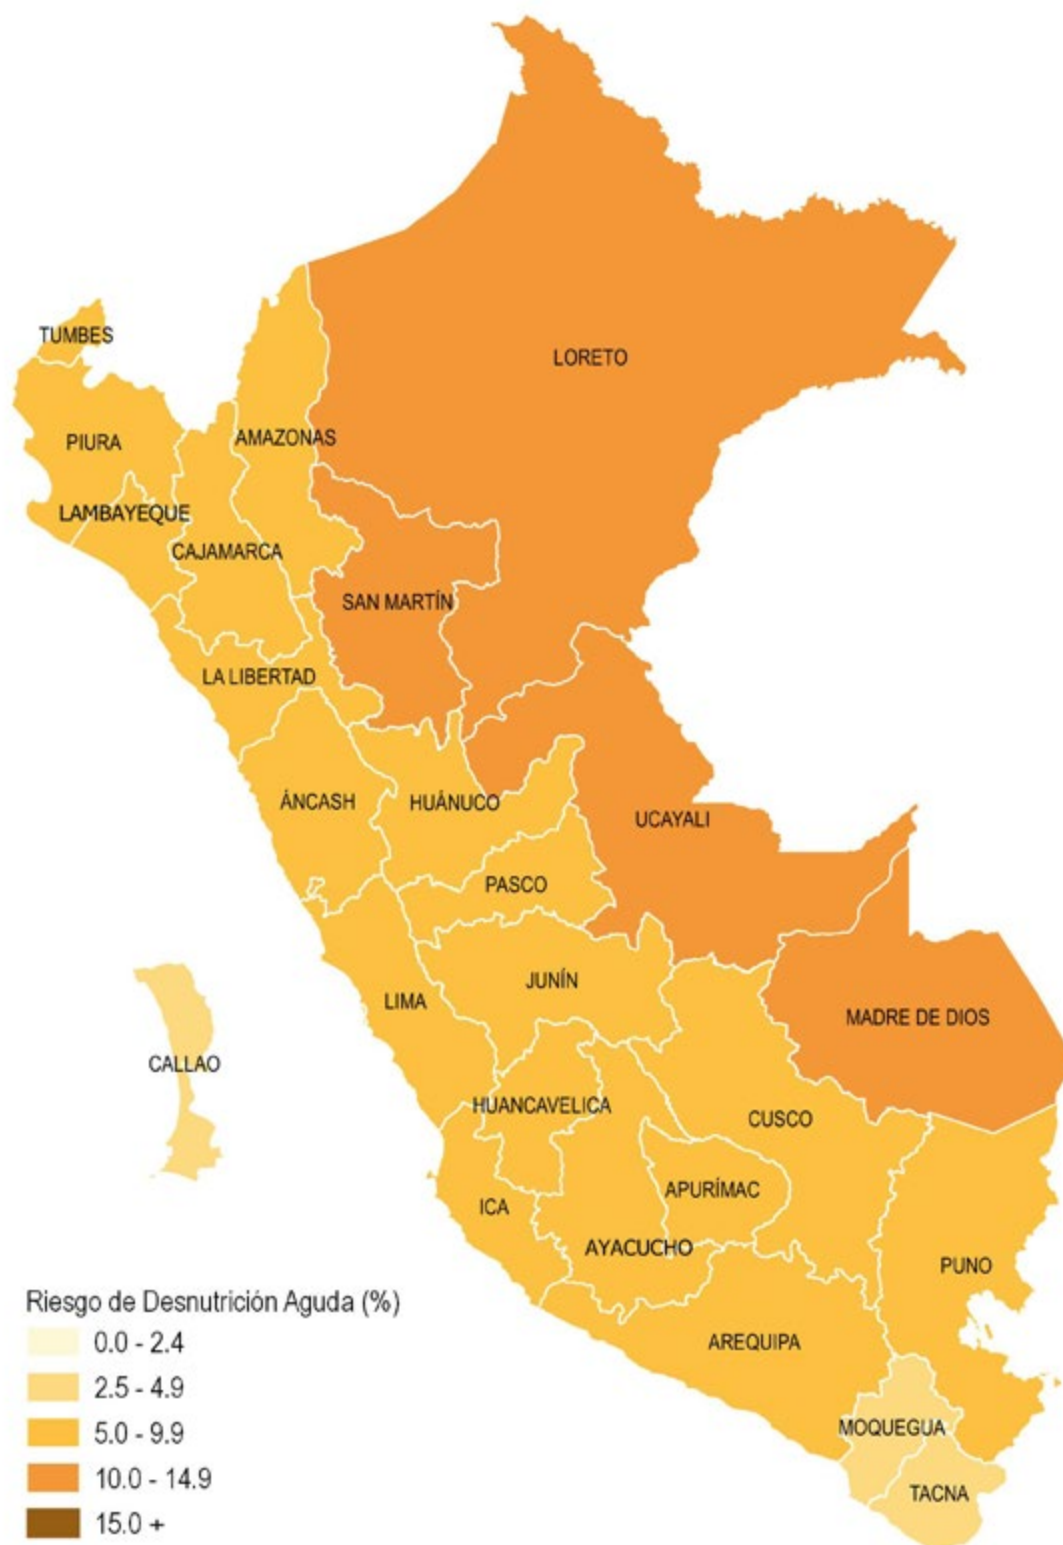 TUMBES
LORETO
PIURA
AMAZONAS
LAMBAYEQUE
CAJAMARCA
SAN MARTÍN
LA LIBERTAD
ÁNCASH
HUÁNUCO
UCAYALI
PASCO
JUNÍN
LIMA
MADRE DE DIOS
CALLAO
HUANCAVELICA
CUSCO
APURÍMAC
ICA
AYACUCHO
PUNO
AREQUIPA
MOQUEGUA
TACNA
Riesgo de Desnutrición Aguda (%)
0.0 - 2.4
2.5 - 4.9
5.0 - 9.9
10.0 - 14.9
15.0 +